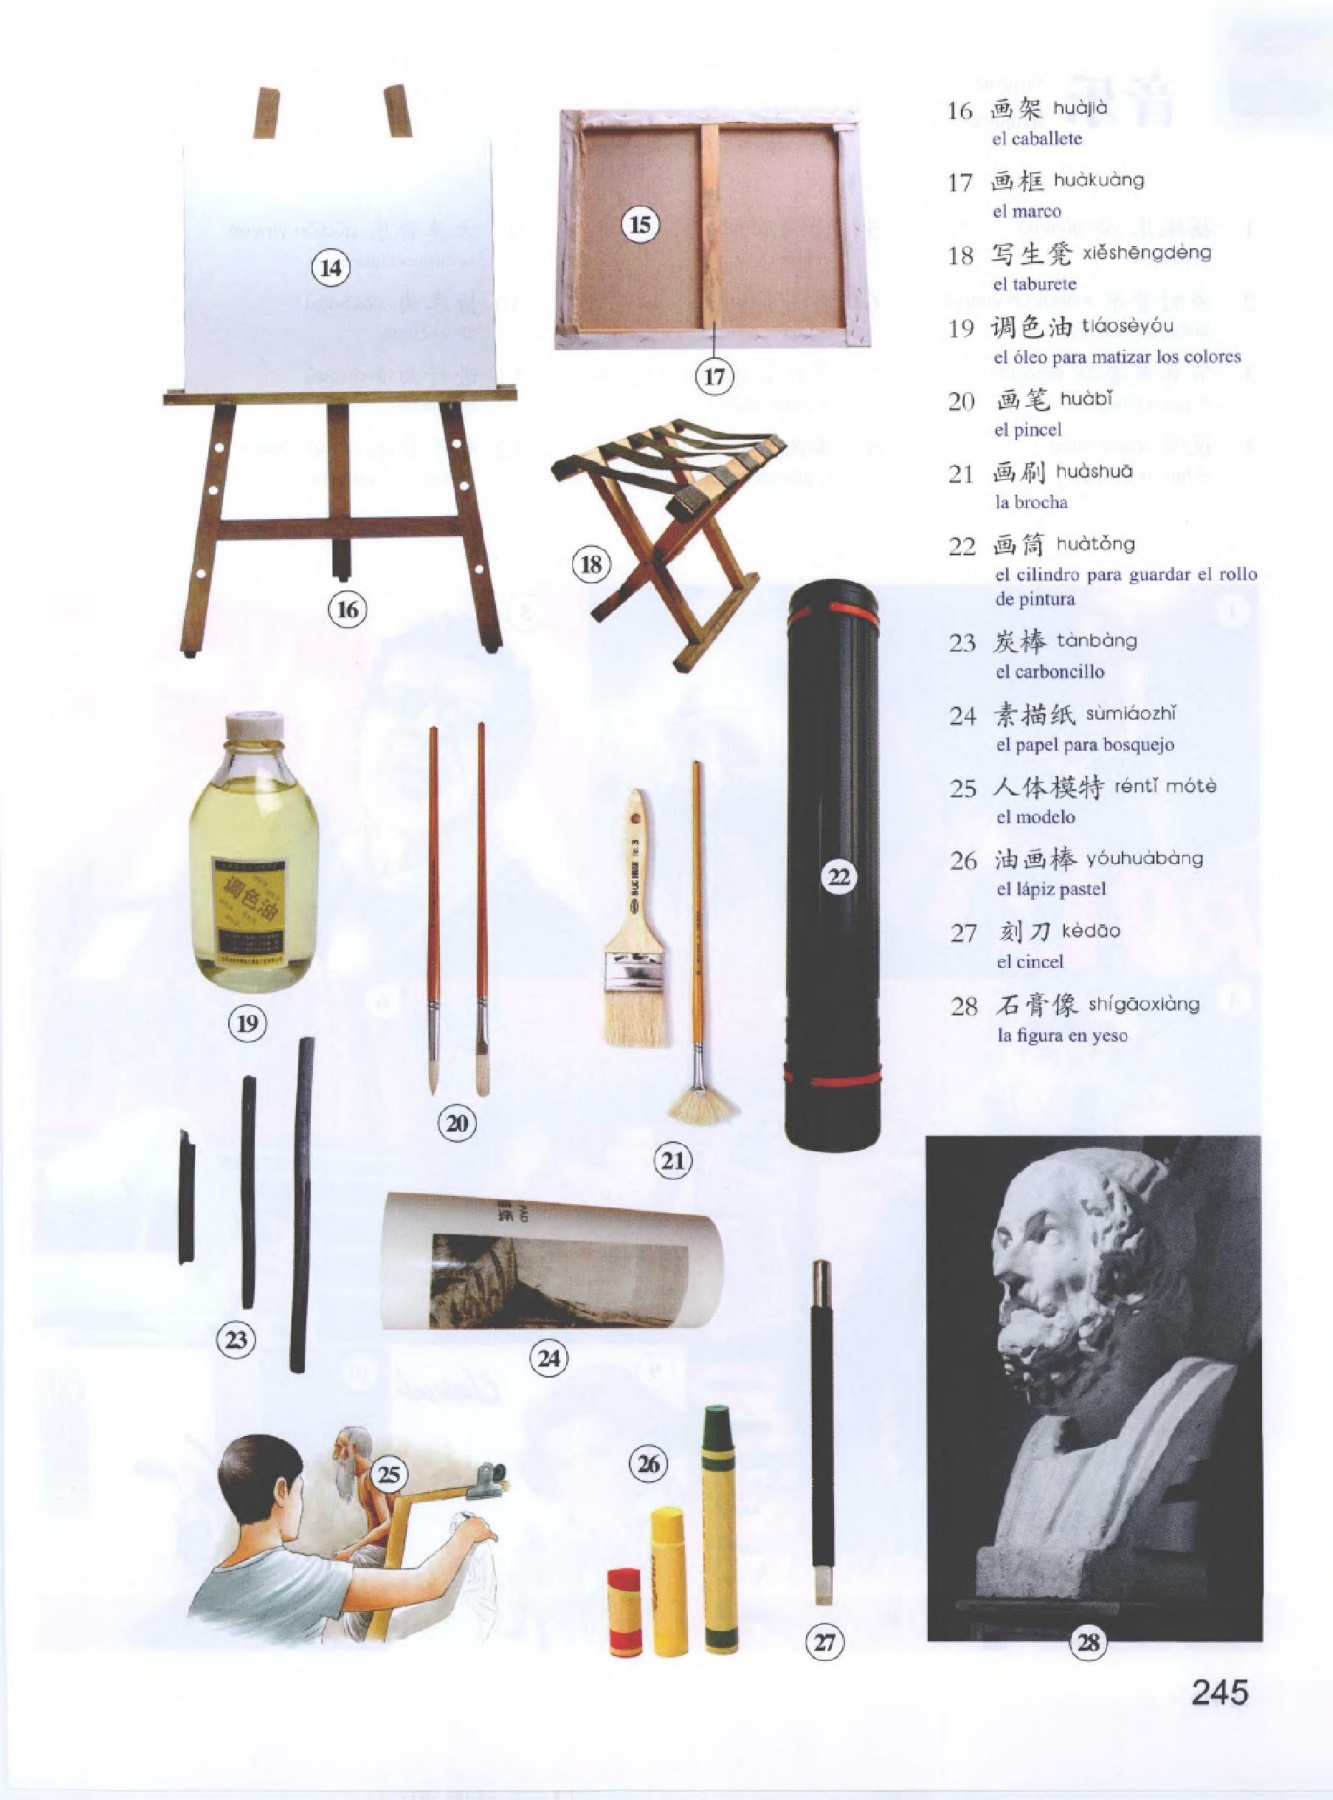 16 画架 huàjià
el caballete
17 画框 huàkuàng
el marco
18 写生凳 xiěshēngdèng
el taburete
19 调色油 tiáosèyóu
el óleo para matizar los colores
20 画笔 huàbǐ
el pincel
21 画刷 huàshuā
la brocha
22 画筒 huàtǒng
el cilindro para guardar el rollo
de pintura
23 炭棒 tànbàng
el carboncillo
24 素描纸 sùmiáozhǐ
el papel para bosquejo
25 人体模特 réntǐ mótè
el modelo
26 油画棒 yóuhuàbàng
el lápiz pastel
27 刻刀 kèdāo
el cincel
28 石膏像 shígāoxiàng
la figura en yeso
14
15
16
17
18
19
调色油
20
21
22
23
24
PAD
25
26
27
28
245